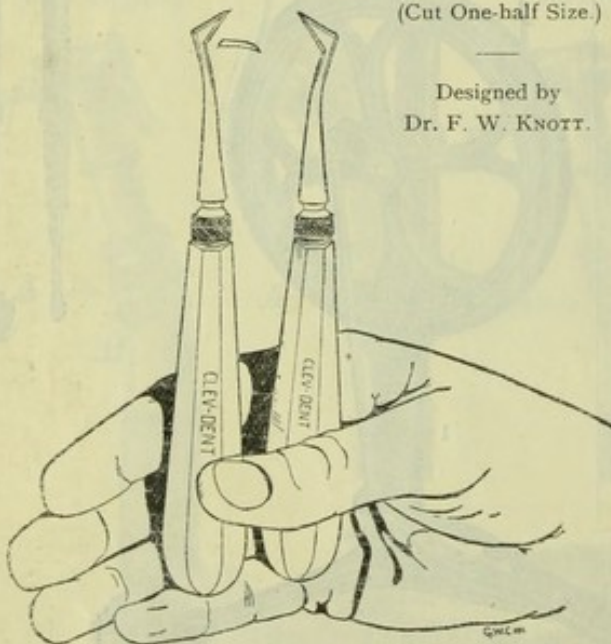 (Cut One-half Size.)
Designed by
Dr. F. W. KNOTT.
CLEV-DENT
CLEV-DENT